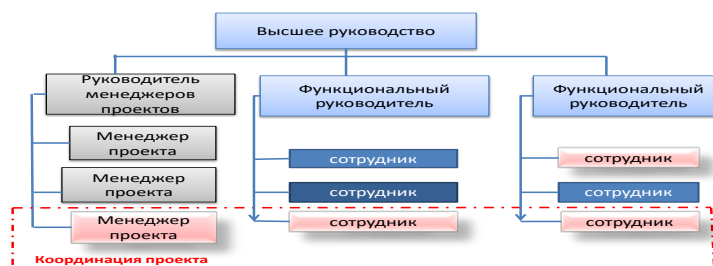 Высшее руководство
Руководитель
менеджеров
проектов
Функциональный
руководитель
Функциональный
руководитель
Менеджер
проекта
сотрудник
сотрудник
Менеджер
проекта
сотрудник
сотрудник
Менеджер
проекта
сотрудник
сотрудник
Координация проекта